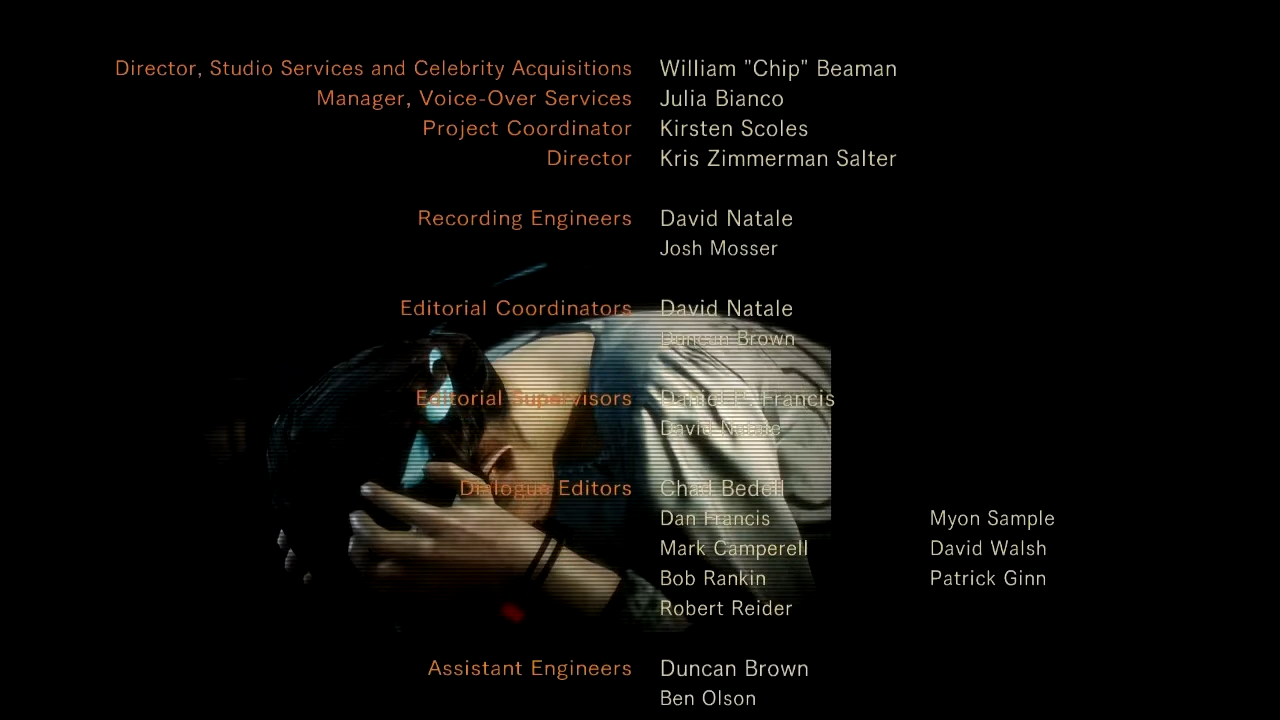 Director, Studio Services and Celebrity Acquisitions William "Chip" Beaman
Manager, Voice-Over Services Julia Bianco
Project Coordinator Kirsten Scoles
Director Kris Zimmerman Salter
Recording Engineers David Natale
Josh Mosser
Editorial Coordinators David Natale
Duncan Brown
Editorial Supervisors Daniel P. Francis
David Natale
Dialogue Editors Chad Bedell
Dan Francis Myon Sample
Mark Camperell David Walsh
Bob Rankin Patrick Ginn
Robert Reider
Assistant Engineers Duncan Brown
Ben Olson